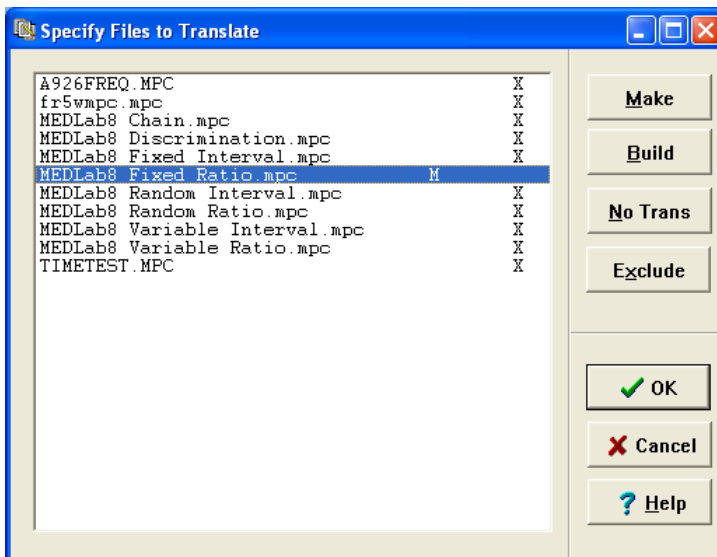 Specify Files to Translate
A926FREQ.MPC X
fr5wmpc.mpc X
MEDLab8 Chain.mpc X
MEDLab8 Discrimination.mpc X
MEDLab8 Fixed Interval.mpc X
MEDLab8 Fixed Ratio.mpc M
MEDLab8 Random Interval.mpc X
MEDLab8 Random Ratio.mpc X
MEDLab8 Variable Interval.mpc X
MEDLab8 Variable Ratio.mpc X
TIMETEST.MPC X
Make
Build
No Trans
Exclude
OK
Cancel
Help